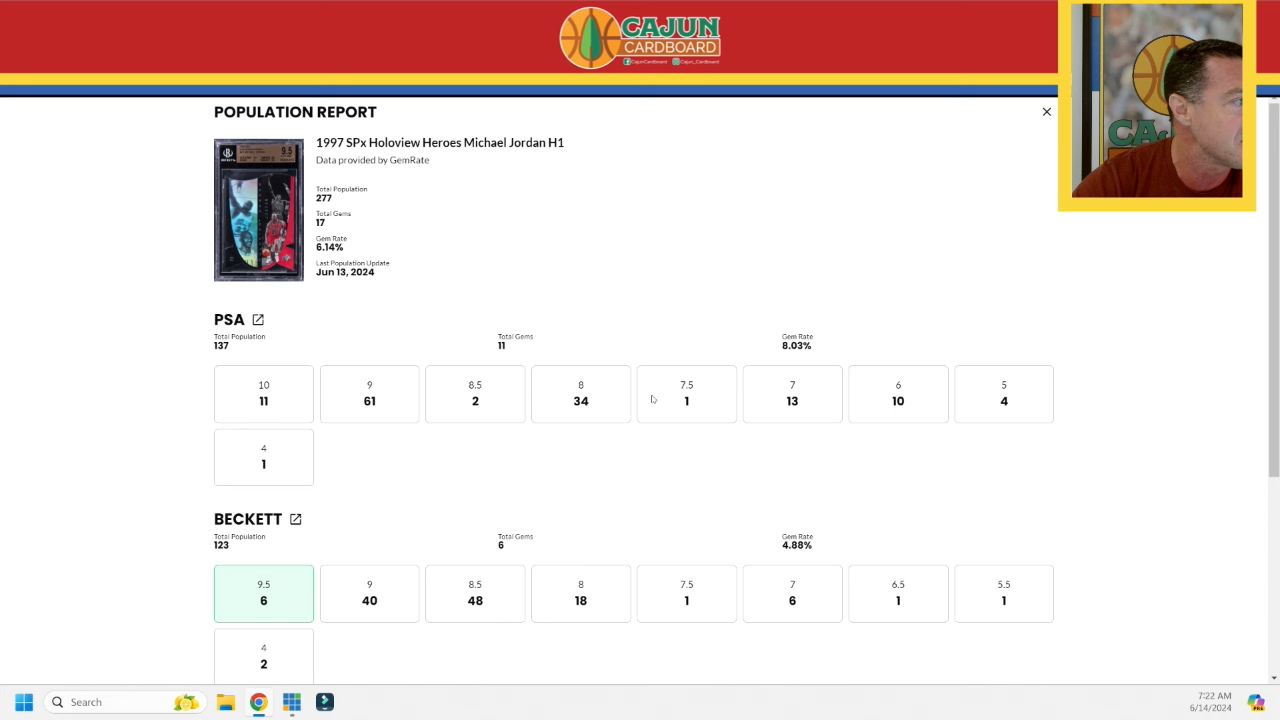 CAJUN
CARDBOARD
CajunCardboard Cajun_Cardboard
POPULATION REPORT
1997 SPx Holoview Heroes Michael Jordan H1
Data provided by GemRate
Total Population
277
Total Gems
17
Gem Rate
6.14%
Last Population Update
Jun 13, 2024
9.5
PSA
Total Population
137
Total Gems
11
Gem Rate
8.03%
10
11
9
61
8.5
2
8
34
7.5
1
7
13
6
10
5
4
4
1
BECKETT
Total Population
123
Total Gems
6
Gem Rate
4.88%
9.5
6
9
40
8.5
48
8
18
7.5
1
7
6
6.5
1
5.5
1
4
2
Search
7:22 AM
6/14/2024